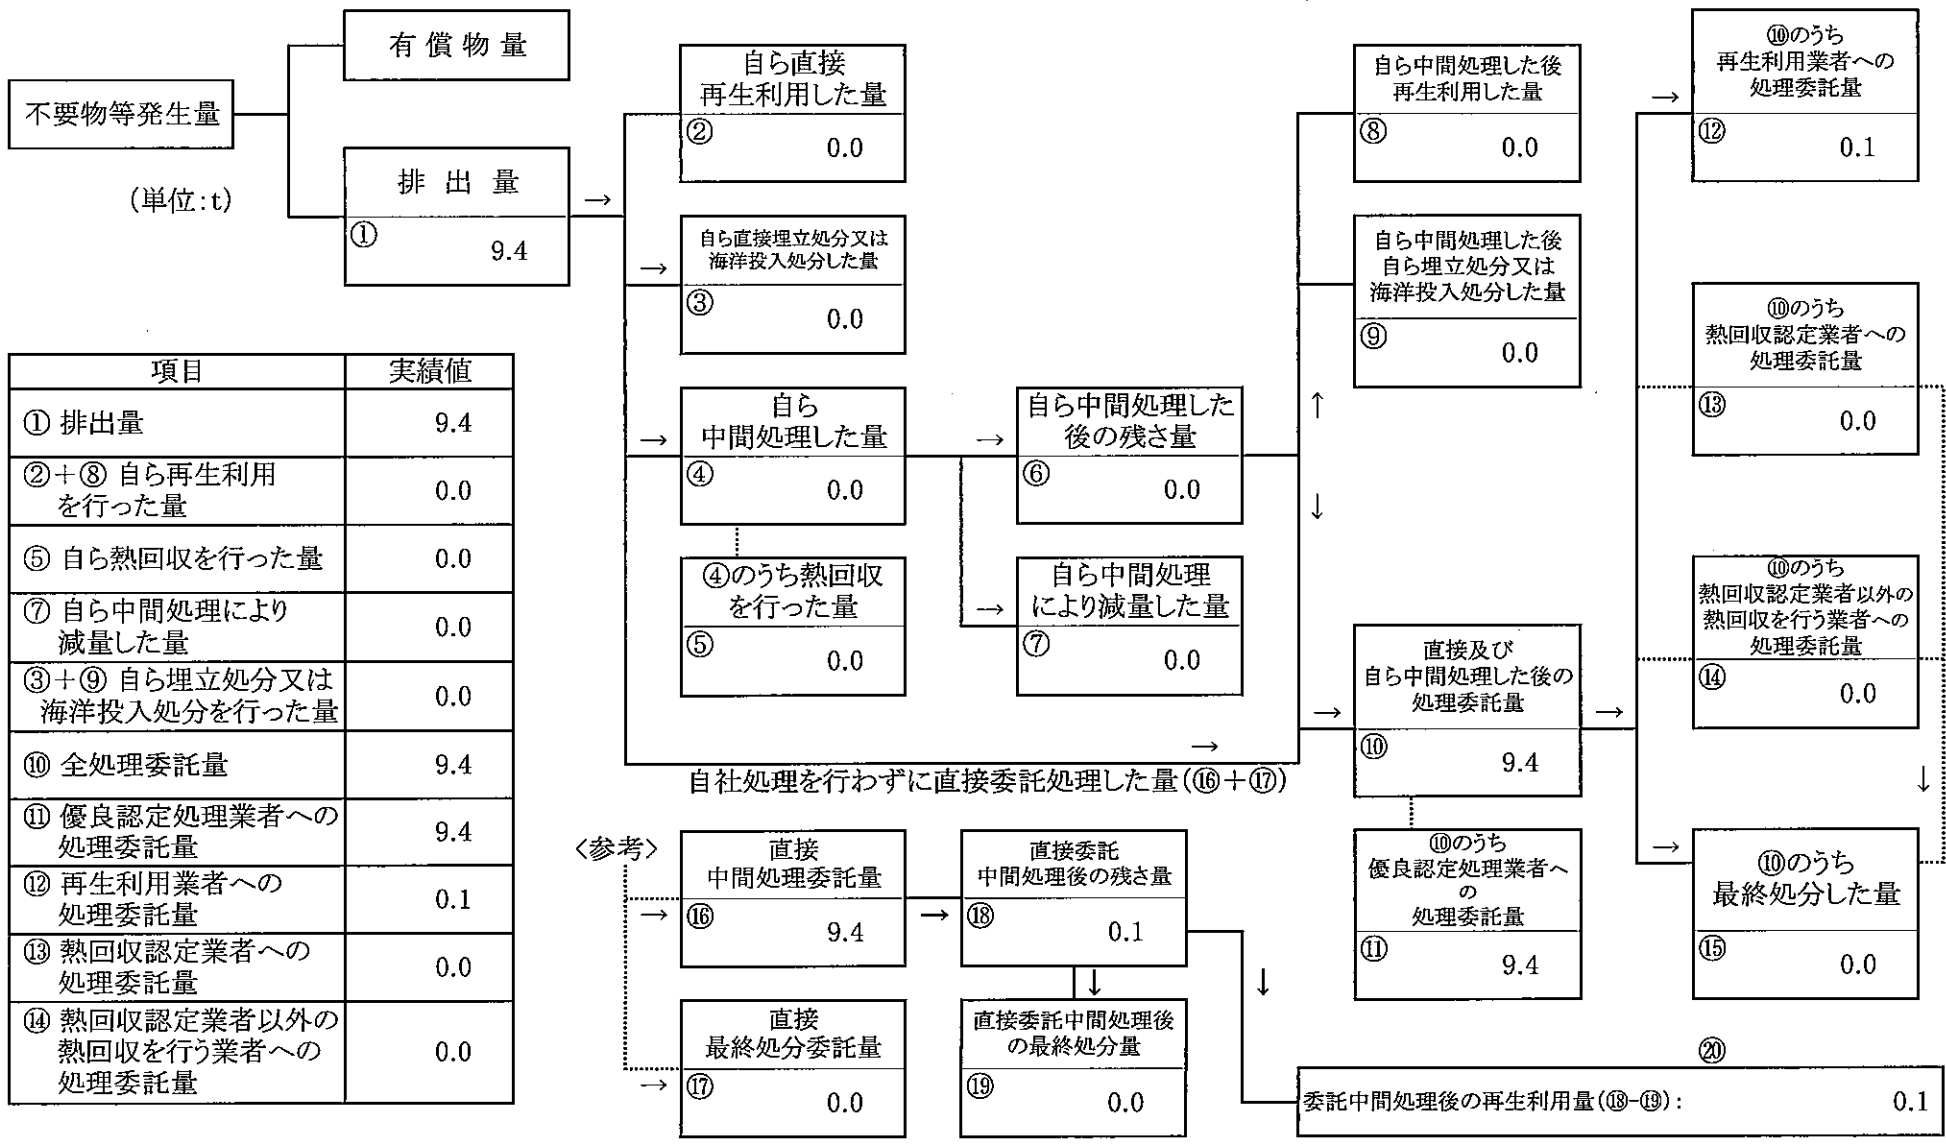 有償物量
不要物等発生量
(単位:t)
排出量
①
9.4
→
自ら直接
再生利用した量
②
0.0
→
自ら直接埋立処分又は
海洋投入処分した量
③
0.0
→
自ら
中間処理した量
④
0.0
④のうち熱回収
を行った量
⑤
0.0
→
自ら中間処理した
後の残さ量
⑥
0.0
→
自ら中間処理
により減量した量
⑦
0.0
↑
↓
自ら中間処理した後
再生利用した量
⑧
0.0
自ら中間処理した後
自ら埋立処分又は
海洋投入処分した量
⑨
0.0
→
自社処理を行わずに直接委託処理した量(⑯+⑰)
→
直接及び
自ら中間処理した後の
処理委託量
⑩
9.4
⑩のうち
優良認定処理業者へ
の
処理委託量
⑪
9.4
→
→
⑩のうち
再生利用業者への
処理委託量
⑫
0.1
⑩のうち
熱回収認定業者への
処理委託量
⑬
0.0
⑩のうち
熱回収認定業者以外の
熱回収を行う業者への
処理委託量
⑭
0.0
↓
→
⑩のうち
最終処分した量
⑮
0.0
項目 実績値
① 排出量 9.4
②+⑧ 自ら再生利用
を行った量 0.0
⑤ 自ら熱回収を行った量 0.0
⑦ 自ら中間処理により
減量した量 0.0
③+⑨ 自ら埋立処分又は
海洋投入処分を行った量 0.0
⑩ 全処理委託量 9.4
⑪ 優良認定処理業者への
処理委託量 9.4
⑫ 再生利用業者への
処理委託量 0.1
⑬ 熱回収認定業者への
処理委託量 0.0
⑭ 熱回収認定業者以外の
熱回収を行う業者への
処理委託量 0.0
<参考>
→
直接
中間処理委託量
⑯
9.4
→
直接委託
中間処理後の残さ量
⑱
0.1
→
直接
最終処分委託量
⑰
0.0
↓
直接委託中間処理後
の最終処分量
⑲
0.0
↓
⑳
委託中間処理後の再生利用量(⑱-⑲): 0.1